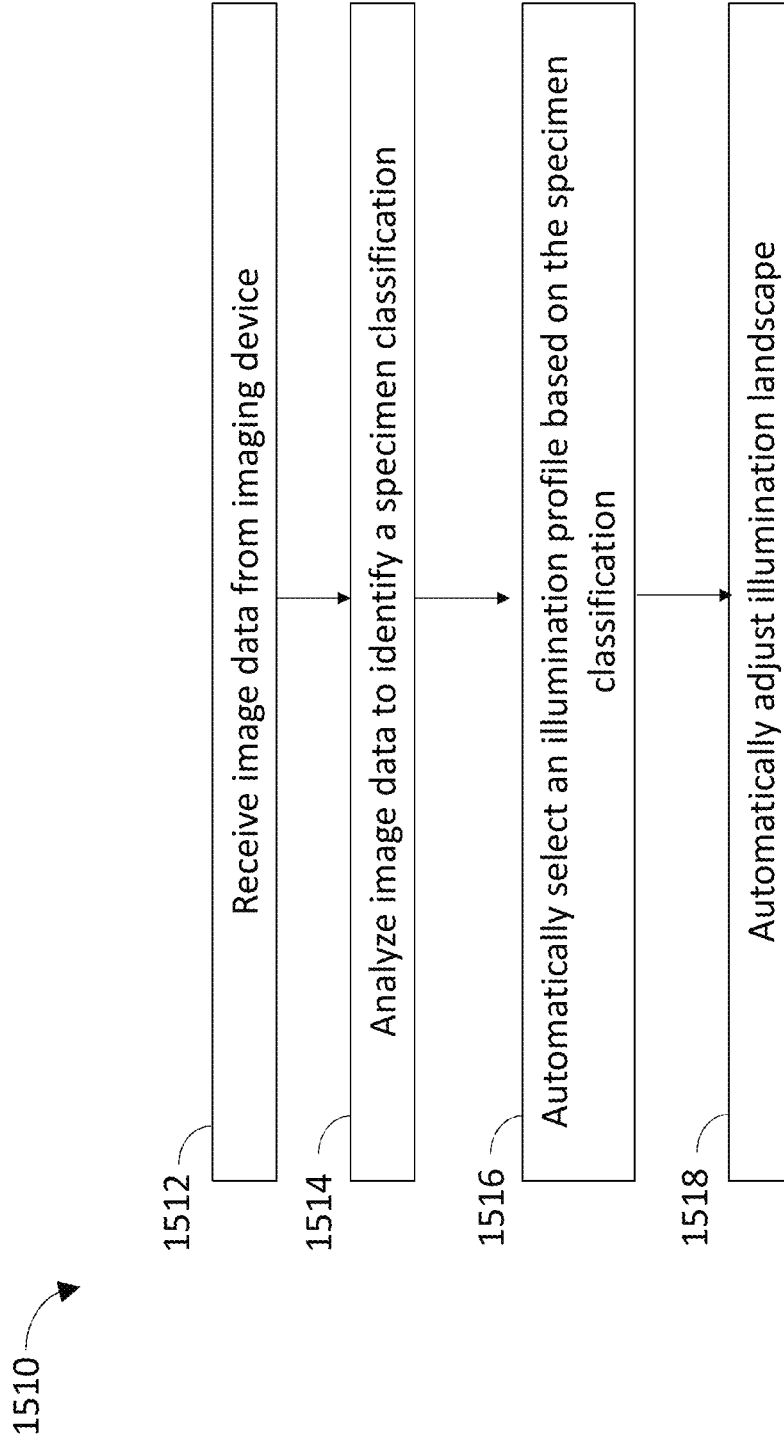 1510
1512
Receive image data from imaging device
1514
Analyze image data to identify a specimen classification
1516
Automatically select an illumination profile based on the specimen
classification
1518
Automatically adjust illumination landscape